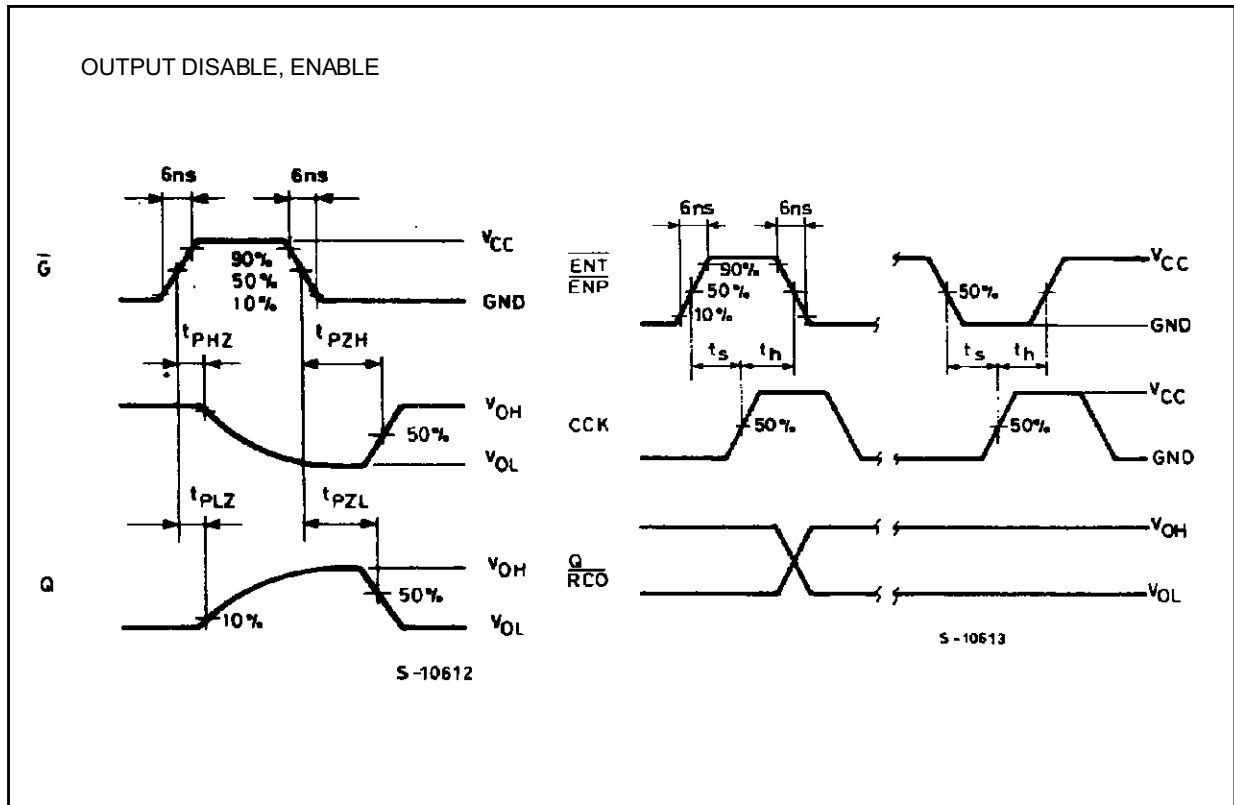 OUTPUT DISABLE, ENABLE
6ns 6ns
G̅ 90% VCC
50%
10% GND
tPHZ tPZH
VOH
50%
VOL
tPLZ tPZL
Q VOH
50%
10% VOL
S-10612
6ns 6ns
ENT 90% VCC
ENP 50% 50%
10% GND
ts th ts th
VCC
CCK 50% 50%
GND
Q VOH
RCO
VOL
S-10613